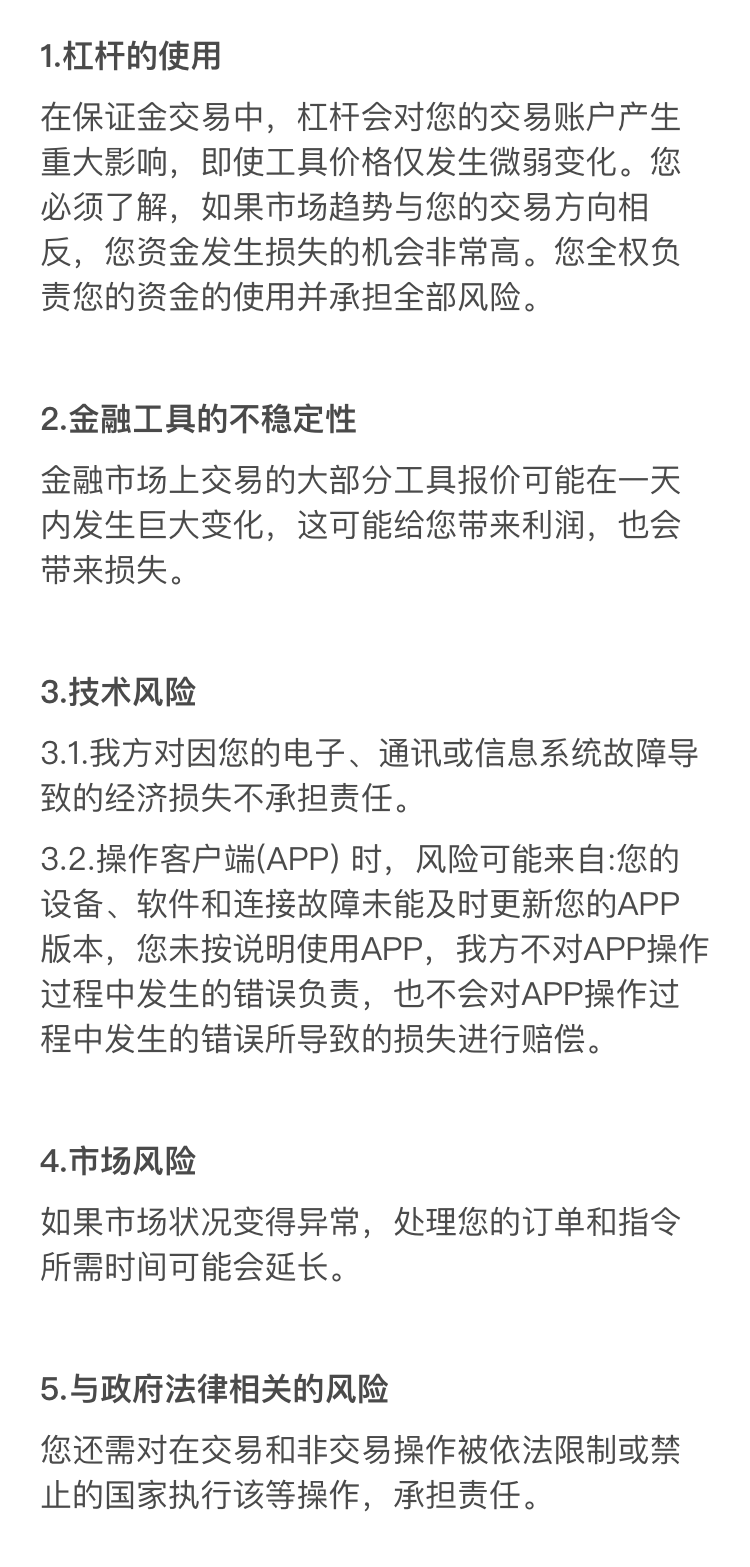 1.杠杆的使用
在保证金交易中，杠杆会对您的交易账户产生
重大影响，即使工具价格仅发生微弱变化。您
必须了解，如果市场趋势与您的交易方向相
反，您资金发生损失的机会非常高。您全权负
责您的资金的使用并承担全部风险。
2.金融工具的不稳定性
金融市场上交易的大部分工具报价可能在一天
内发生巨大变化，这可能给您带来利润，也会
带来损失。
3.技术风险
3.1.我方对因您的电子、通讯或信息系统故障导
致的经济损失不承担责任。
3.2.操作客户端(APP) 时，风险可能来自:您的
设备、软件和连接故障未能及时更新您的APP
版本，您未按说明使用APP，我方不对APP操作
过程中发生的错误负责，也不会对APP操作过
程中发生的错误所导致的损失进行赔偿。
4.市场风险
如果市场状况变得异常，处理您的订单和指令
所需时间可能会延长。
5.与政府法律相关的风险
您还需对在交易和非交易操作被依法限制或禁
止的国家执行该等操作，承担责任。